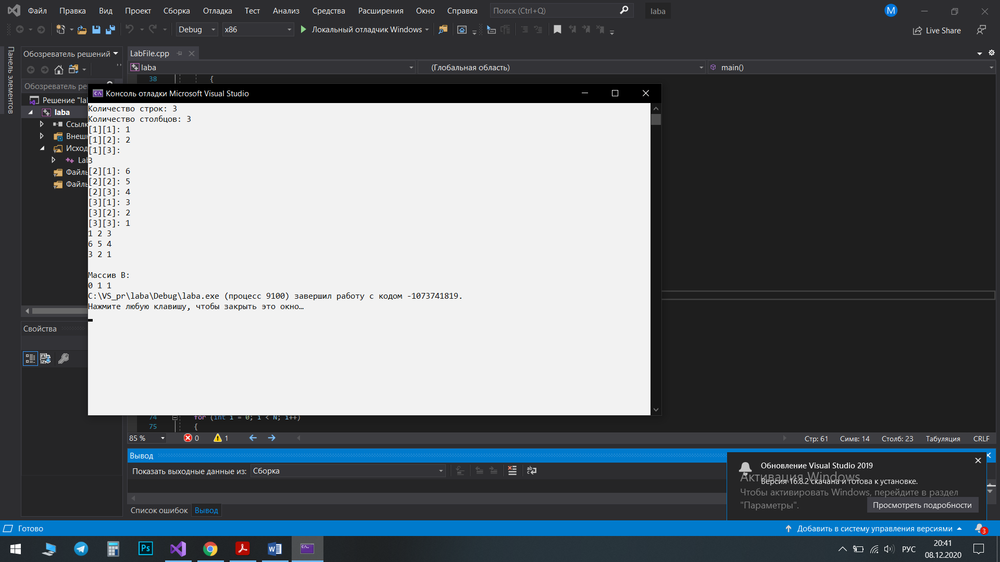 Файл Правка Вид Проект Сборка Отладка Тест Анализ Средства Расширения Окно Справка Поиск (Ctrl+Q) laba M
Debug x86 Локальный отладчик Windows Live Share
Панель элементов
Обозреватель решений LabFile.cpp
laba (Глобальная область) main()
38 {
Обозреватель ре
Консоль отладки Microsoft Visual Studio
Решение "la
laba
Ссылк
Внеш
Исход
La
Файль
Файль
Количество строк: 3
Количество столбцов: 3
[1][1]: 1
[1][2]: 2
[1][3]:
3
[2][1]: 6
[2][2]: 5
[2][3]: 4
[3][1]: 3
[3][2]: 2
[3][3]: 1
1 2 3
6 5 4
3 2 1
Массив B:
0 1 1
C:\VS_pr\laba\Debug\laba.exe (процесс 9100) завершил работу с кодом -1073741819.
Нажмите любую клавишу, чтобы закрыть это окно…
Свойства
74 for (int i = 0; i < N; i++)
75 {
85 % 0 1 Стр: 61 Симв: 14 Столб: 23 Табуляция CRLF
Вывод
Показать выходные данные из: Сборка
Обновление Visual Studio 2019
Версия 16.8.2 скачана и готова к установке.
Просмотреть подробности
Активация Windows
Чтобы активировать Windows, перейдите в раздел
"Параметры".
Список ошибок Вывод
Готово Добавить в систему управления версиями 3
Ps РУС 20:41
08.12.2020